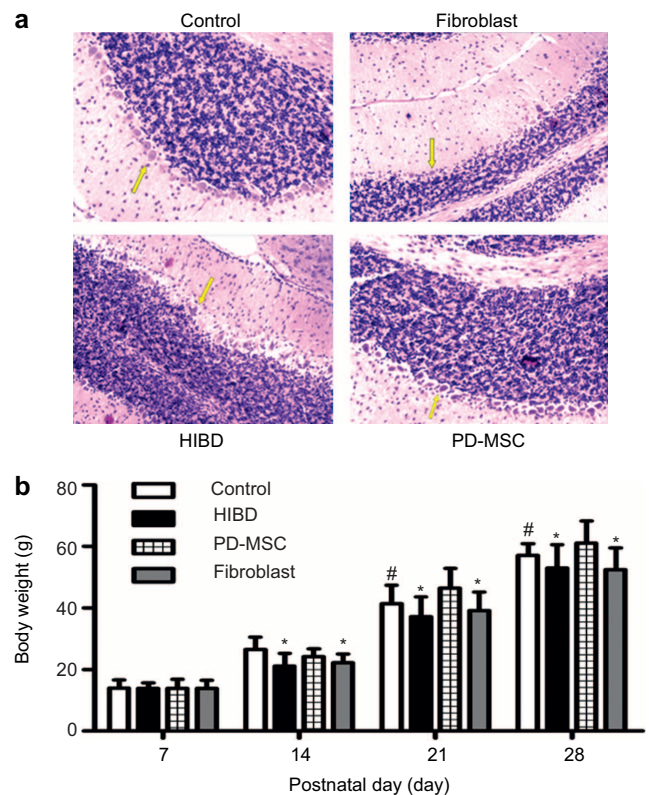 a
Control Fibroblast
HIBD PD-MSC
b
Control
HIBD
PD-MSC
Fibroblast
Body weight (g)
80
60
40
20
0
* *
# * *
# * *
7 14 21 28
Postnatal day (day)